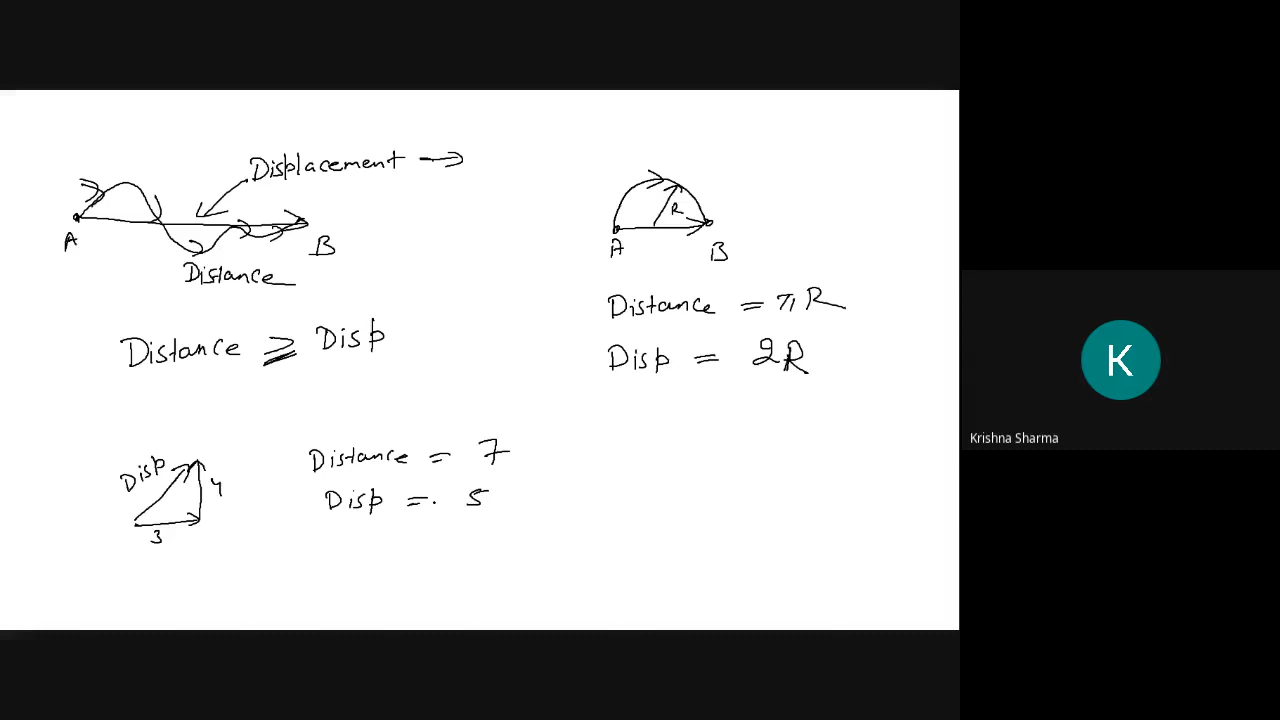 Displacement →
A
B
Distance
Distance ≥ Disp
R
A
B
Distance = πR
Disp = 2R
Disp
4
3
Distance = 7
Disp =. 5
K
Krishna Sharma